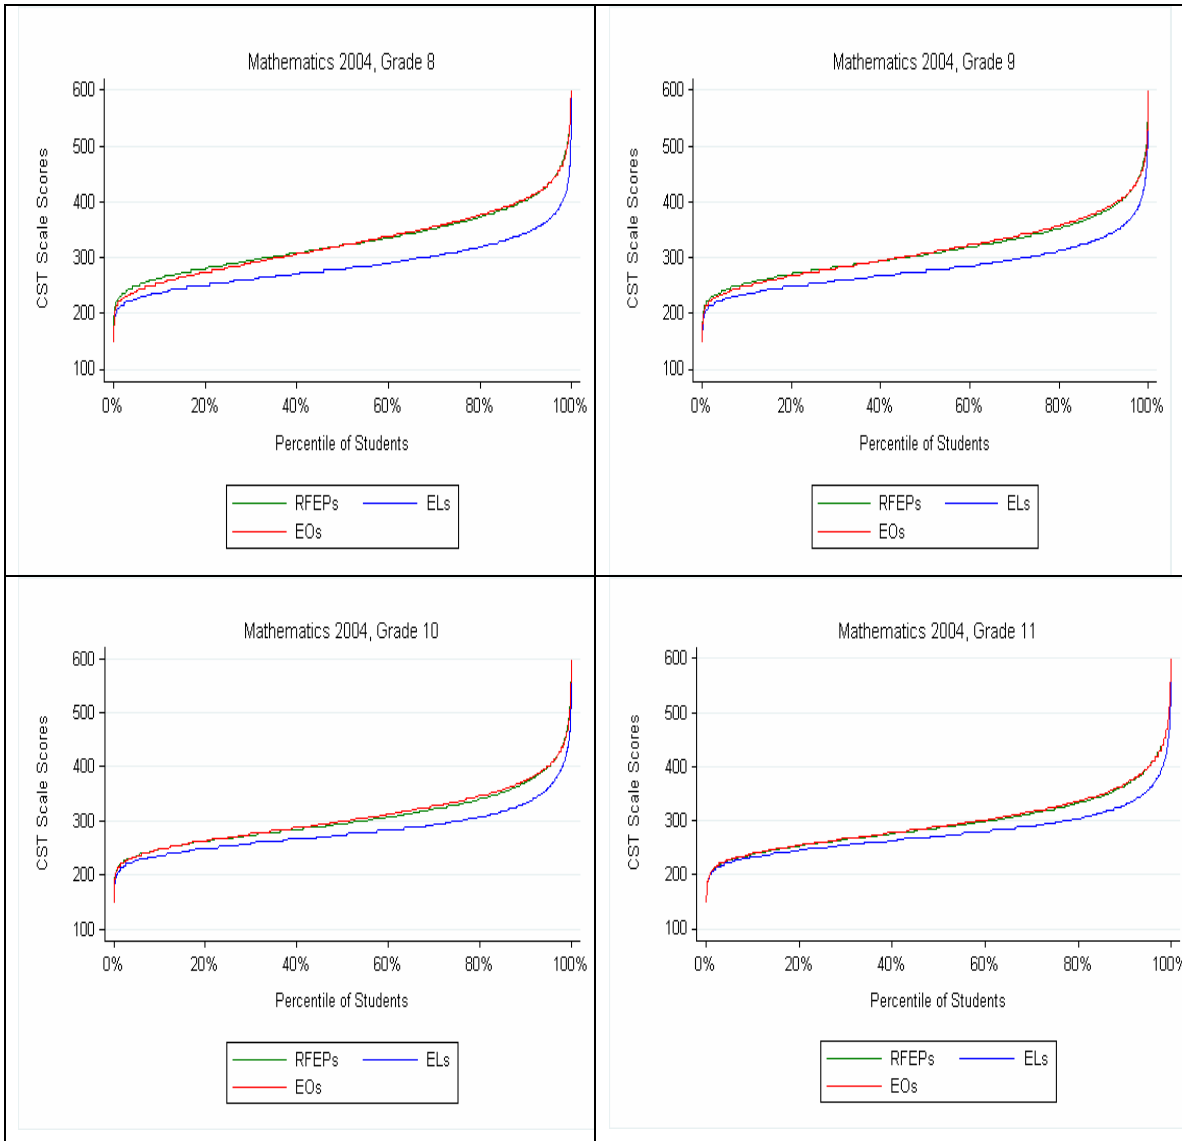 Mathematics 2004, Grade 8
600
500
400
300
200
100
CST Scale Scores
0% 20% 40% 60% 80% 100%
Percentile of Students
RFEPs ELs
EOs
Mathematics 2004, Grade 9
600
500
400
300
200
100
CST Scale Scores
0% 20% 40% 60% 80% 100%
Percentile of Students
RFEPs ELs
EOs
Mathematics 2004, Grade 10
600
500
400
300
200
100
CST Scale Scores
0% 20% 40% 60% 80% 100%
Percentile of Students
RFEPs ELs
EOs
Mathematics 2004, Grade 11
600
500
400
300
200
100
CST Scale Scores
0% 20% 40% 60% 80% 100%
Percentile of Students
RFEPs ELs
EOs